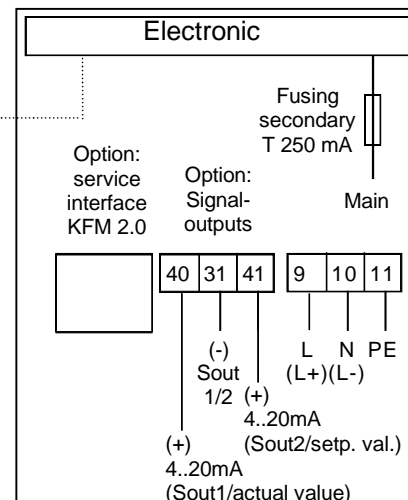 Electronic
Fusing
secondary
T 250 mA
Option:
service
interface
KFM 2.0
Option:
Signal-
outputs
Main
40 31 41 9 10 11
(-)
Sout
1/2
L N PE
(L+)(L-)
(+)
4..20mA
(Sout2/setp. val.)
(+)
4..20mA
(Sout1/actual value)